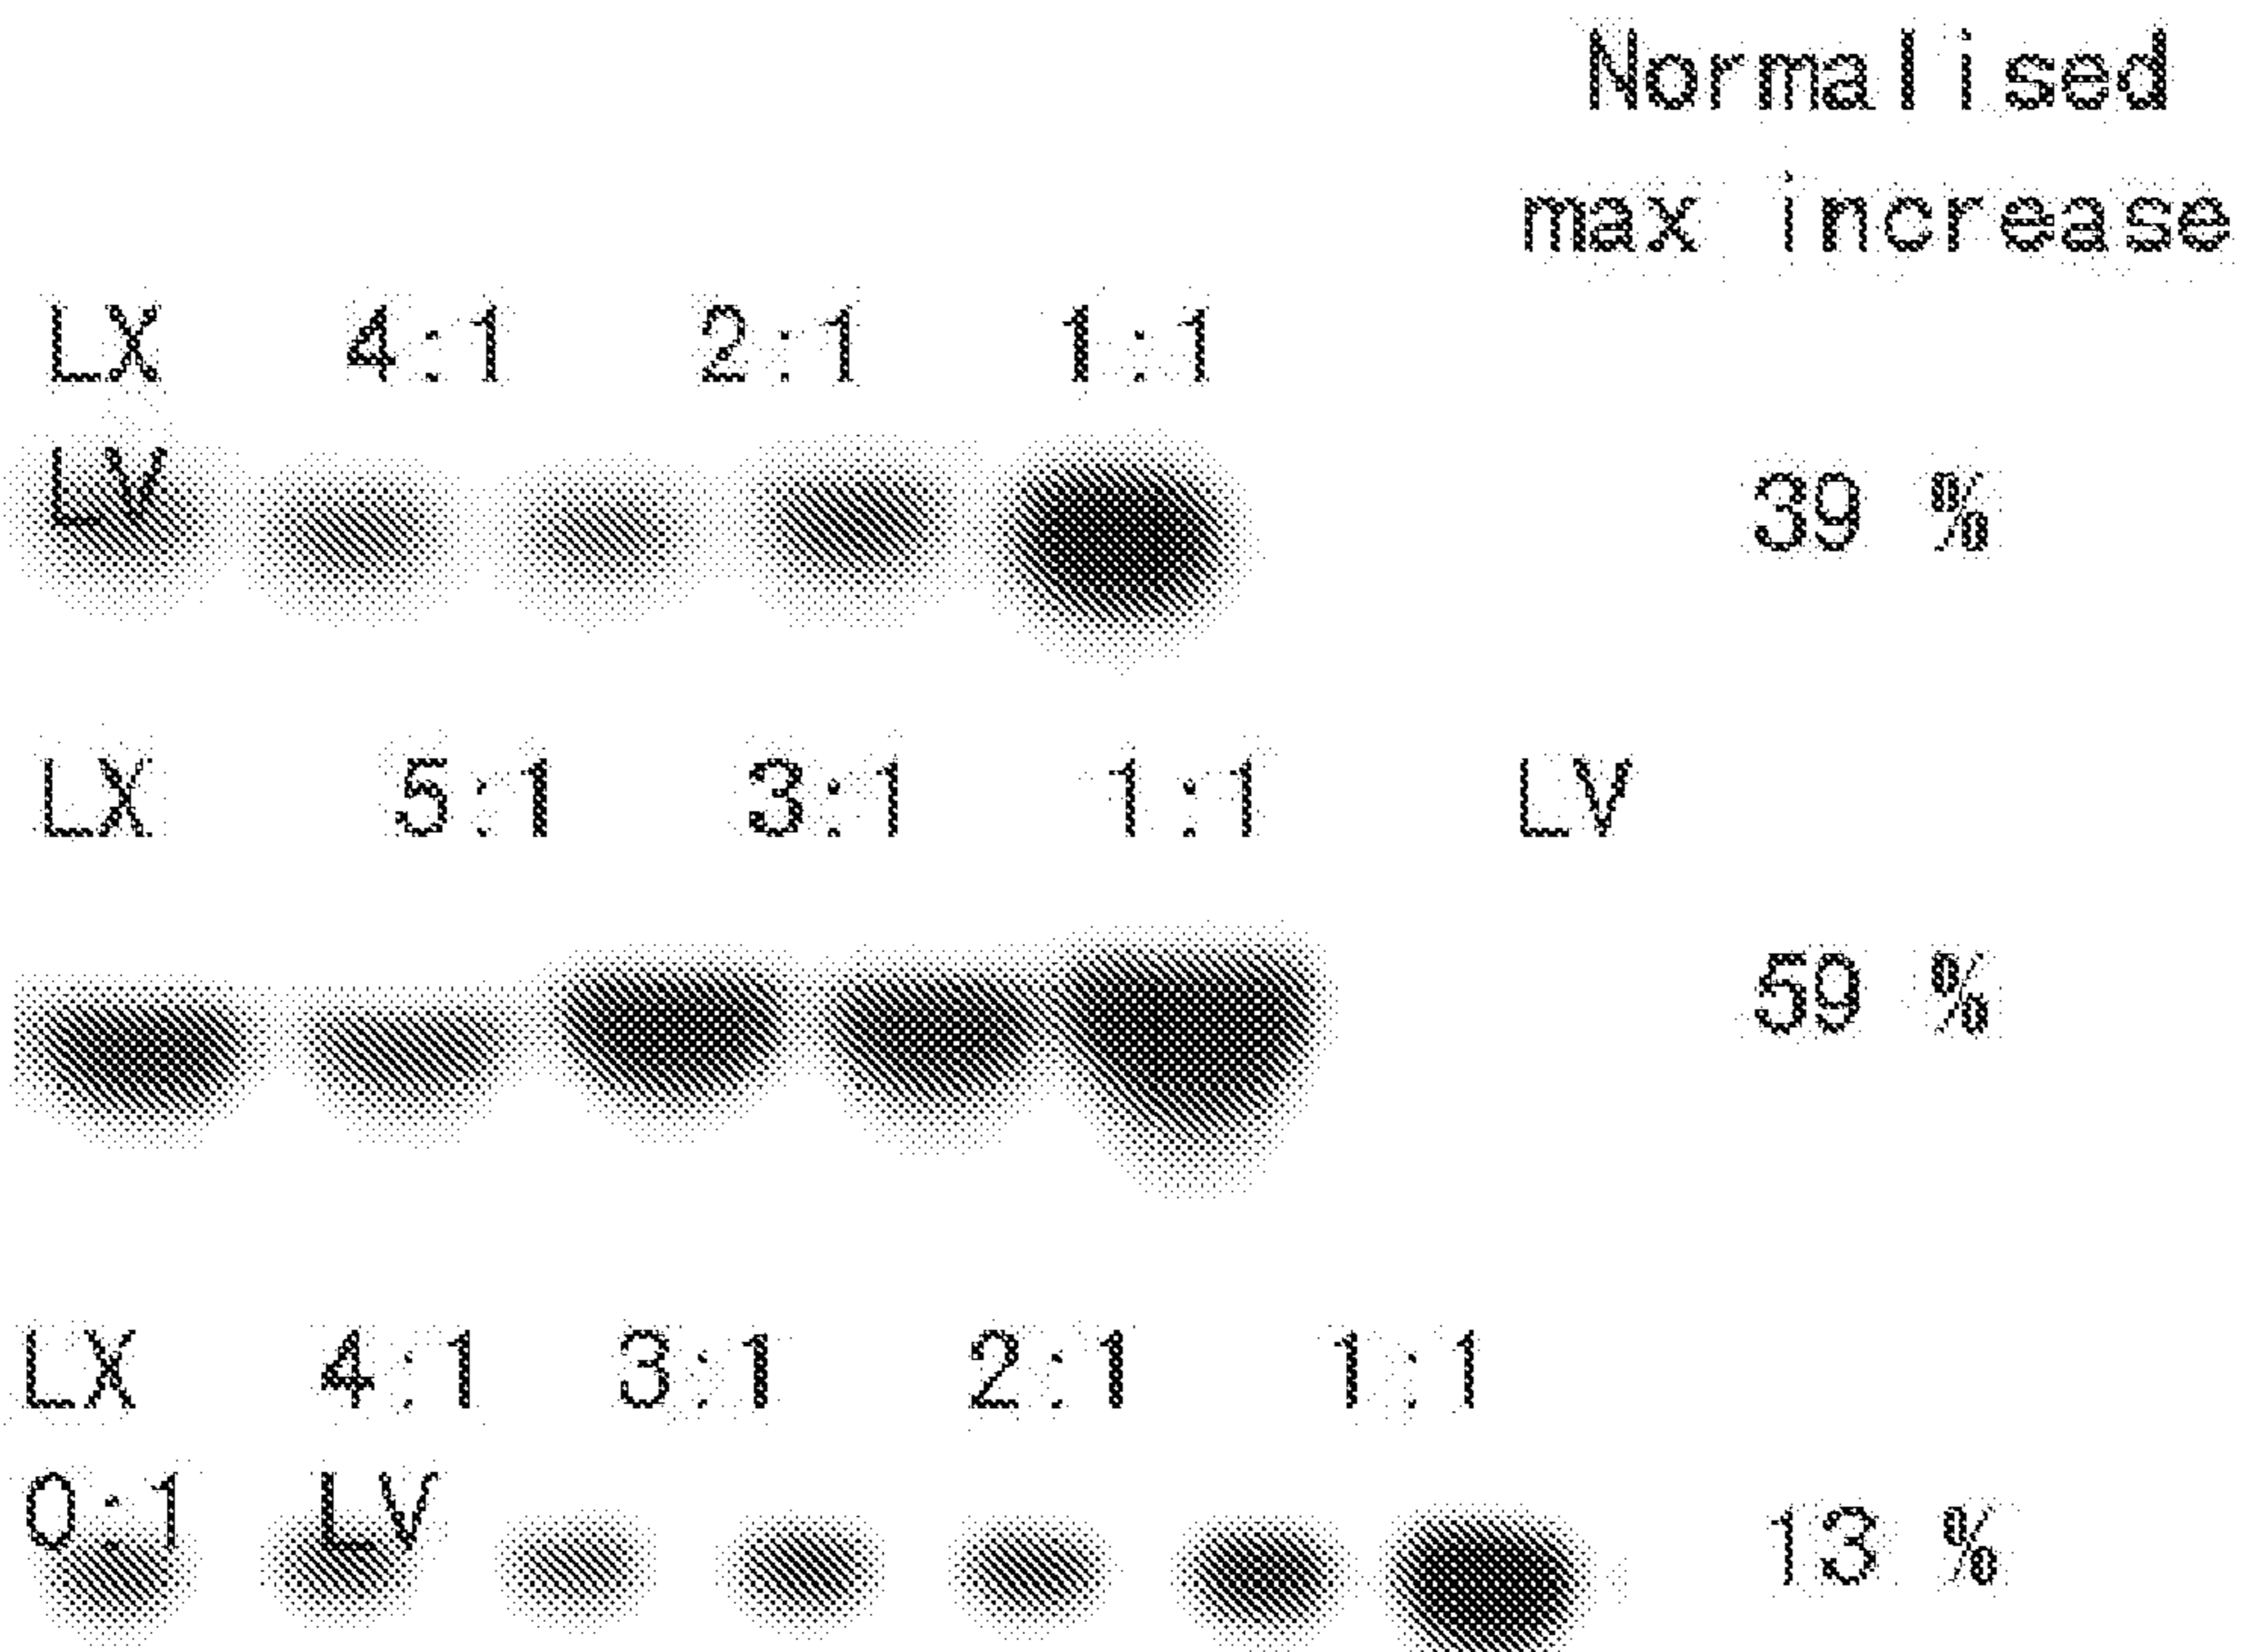 Normalised
max increase
LX 4:1 2:1 1:1
LV
39 %
LX 5:1 3:1 1:1 LV
59 %
LX 4:1 3:1 2:1 1:1
0:1 LV
13 %